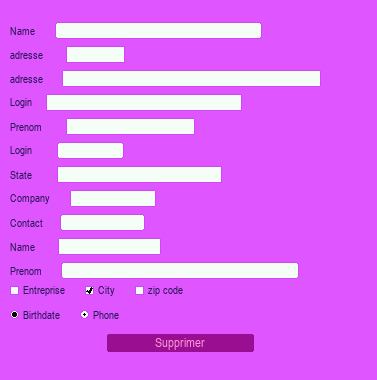 Name
adresse
adresse
Login
Prenom
Login
State
Company
Contact
Name
Prenom
Entreprise City zip code
Birthdate Phone
Supprimer